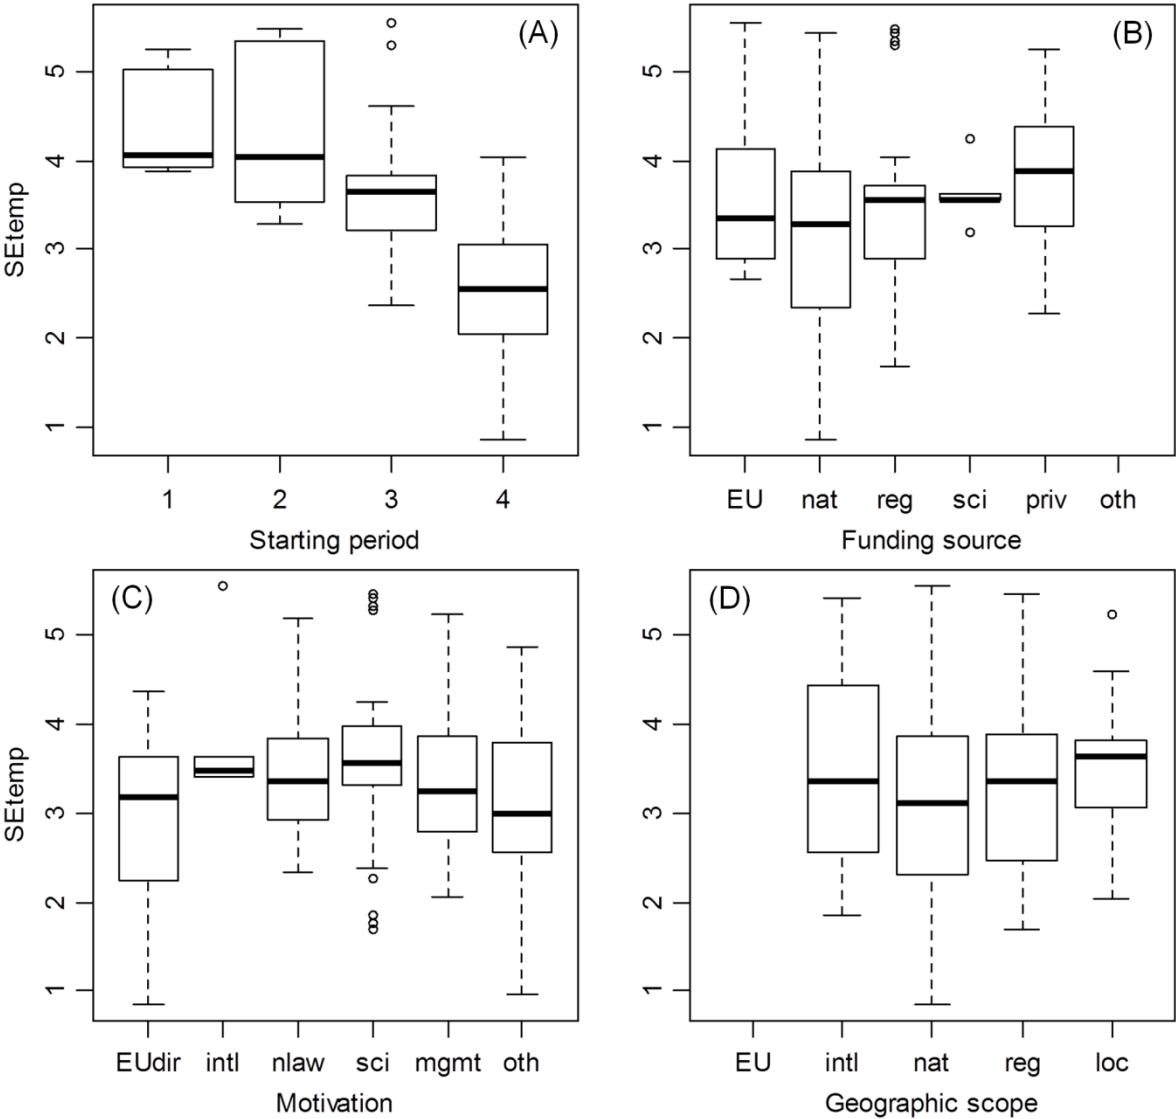 (A)
SEtemp
5
4
3
2
1
1 2 3 4
Starting period
(B)
5
4
3
2
1
EU nat reg sci priv oth
Funding source
(C)
SEtemp
5
4
3
2
1
EUdir intl nlaw sci mgmt oth
Motivation
(D)
5
4
3
2
1
EU intl nat reg loc
Geographic scope